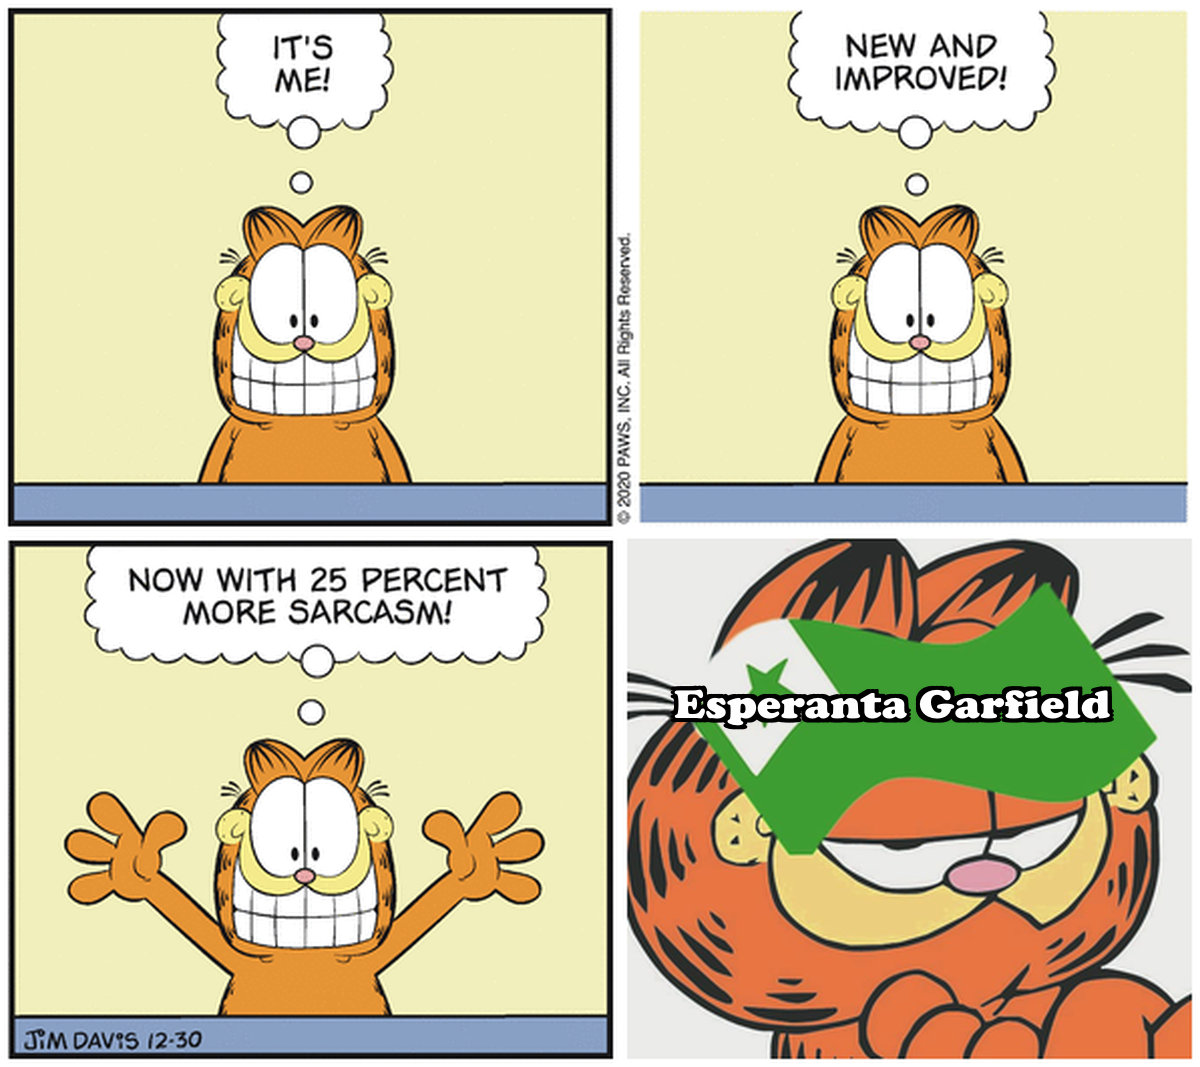 IT'S
ME!
NEW AND
IMPROVED!
© 2020 PAWS, INC. All Rights Reserved.
NOW WITH 25 PERCENT
MORE SARCASM!
JIM DAVIS 12-30
Esperanta Garfield